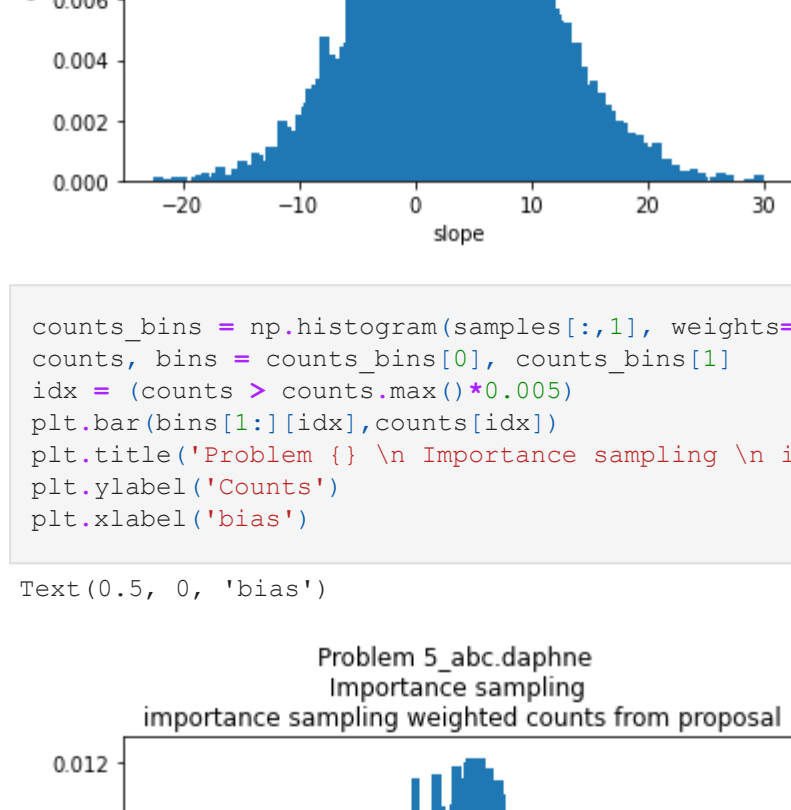 0.006
0.004
0.002
0.000
−20 −10 0 10 20 30
slope
counts_bins = np.histogram(samples[:,1], weights=
counts, bins = counts_bins[0], counts_bins[1]
idx = (counts > counts.max()*0.005)
plt.bar(bins[1:][idx],counts[idx])
plt.title('Problem {} \n Importance sampling \n i
plt.ylabel('Counts')
plt.xlabel('bias')
Text(0.5, 0, 'bias')
Problem 5_abc.daphne
Importance sampling
importance sampling weighted counts from proposal
0.012